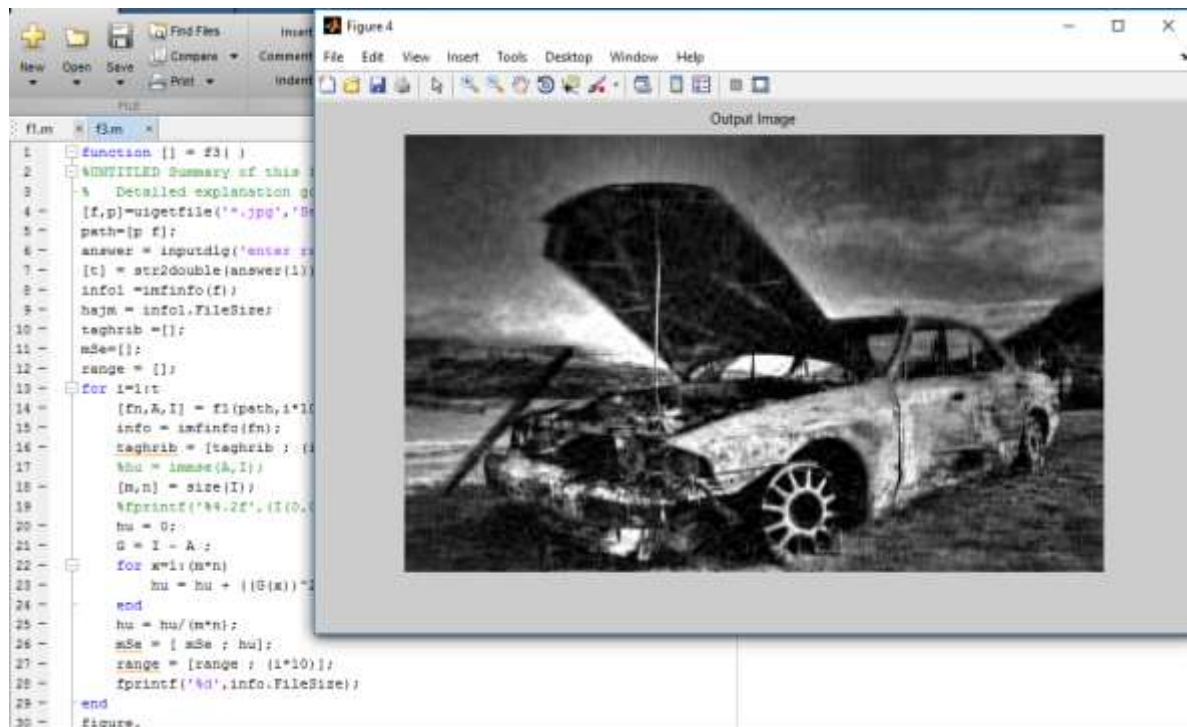 Find Files
Compare
Print
New
Open
Save
FILE
Insert
Comment
Indent
Figure 4
File Edit View Insert Tools Desktop Window Help
Output Image
f1.m × f3.m ×
1 function [] = f3( )
2 %UNTITLED Summary of this
3 % Detailed explanation go
4 [f,p]=uigetfile('*.jpg','Se
5 path=[p f];
6 answer = inputdlg('enter ra
7 [t] = str2double(answer(1))
8 info1 =imfinfo(f);
9 hajm = info1.FileSize;
10 taghrib =[];
11 mSe=[];
12 range = [];
13 for i=1:t
14 [fn,A,I] = f1(path,i*10
15 info = imfinfo(fn);
16 taghrib = [taghrib ; (i
17 %hu = immse(A,I);
18 [m,n] = size(I);
19 %fprintf('%4.2f',(I(0,
20 hu = 0;
21 G = I - A ;
22 for x=1:(m*n)
23 hu = hu + ((G(x))^2
24 end
25 hu = hu/(m*n);
26 mSe = [ mSe ; hu];
27 range = [range ; (i*10)];
28 fprintf('%d',info.FileSize);
29 end
30 figure,